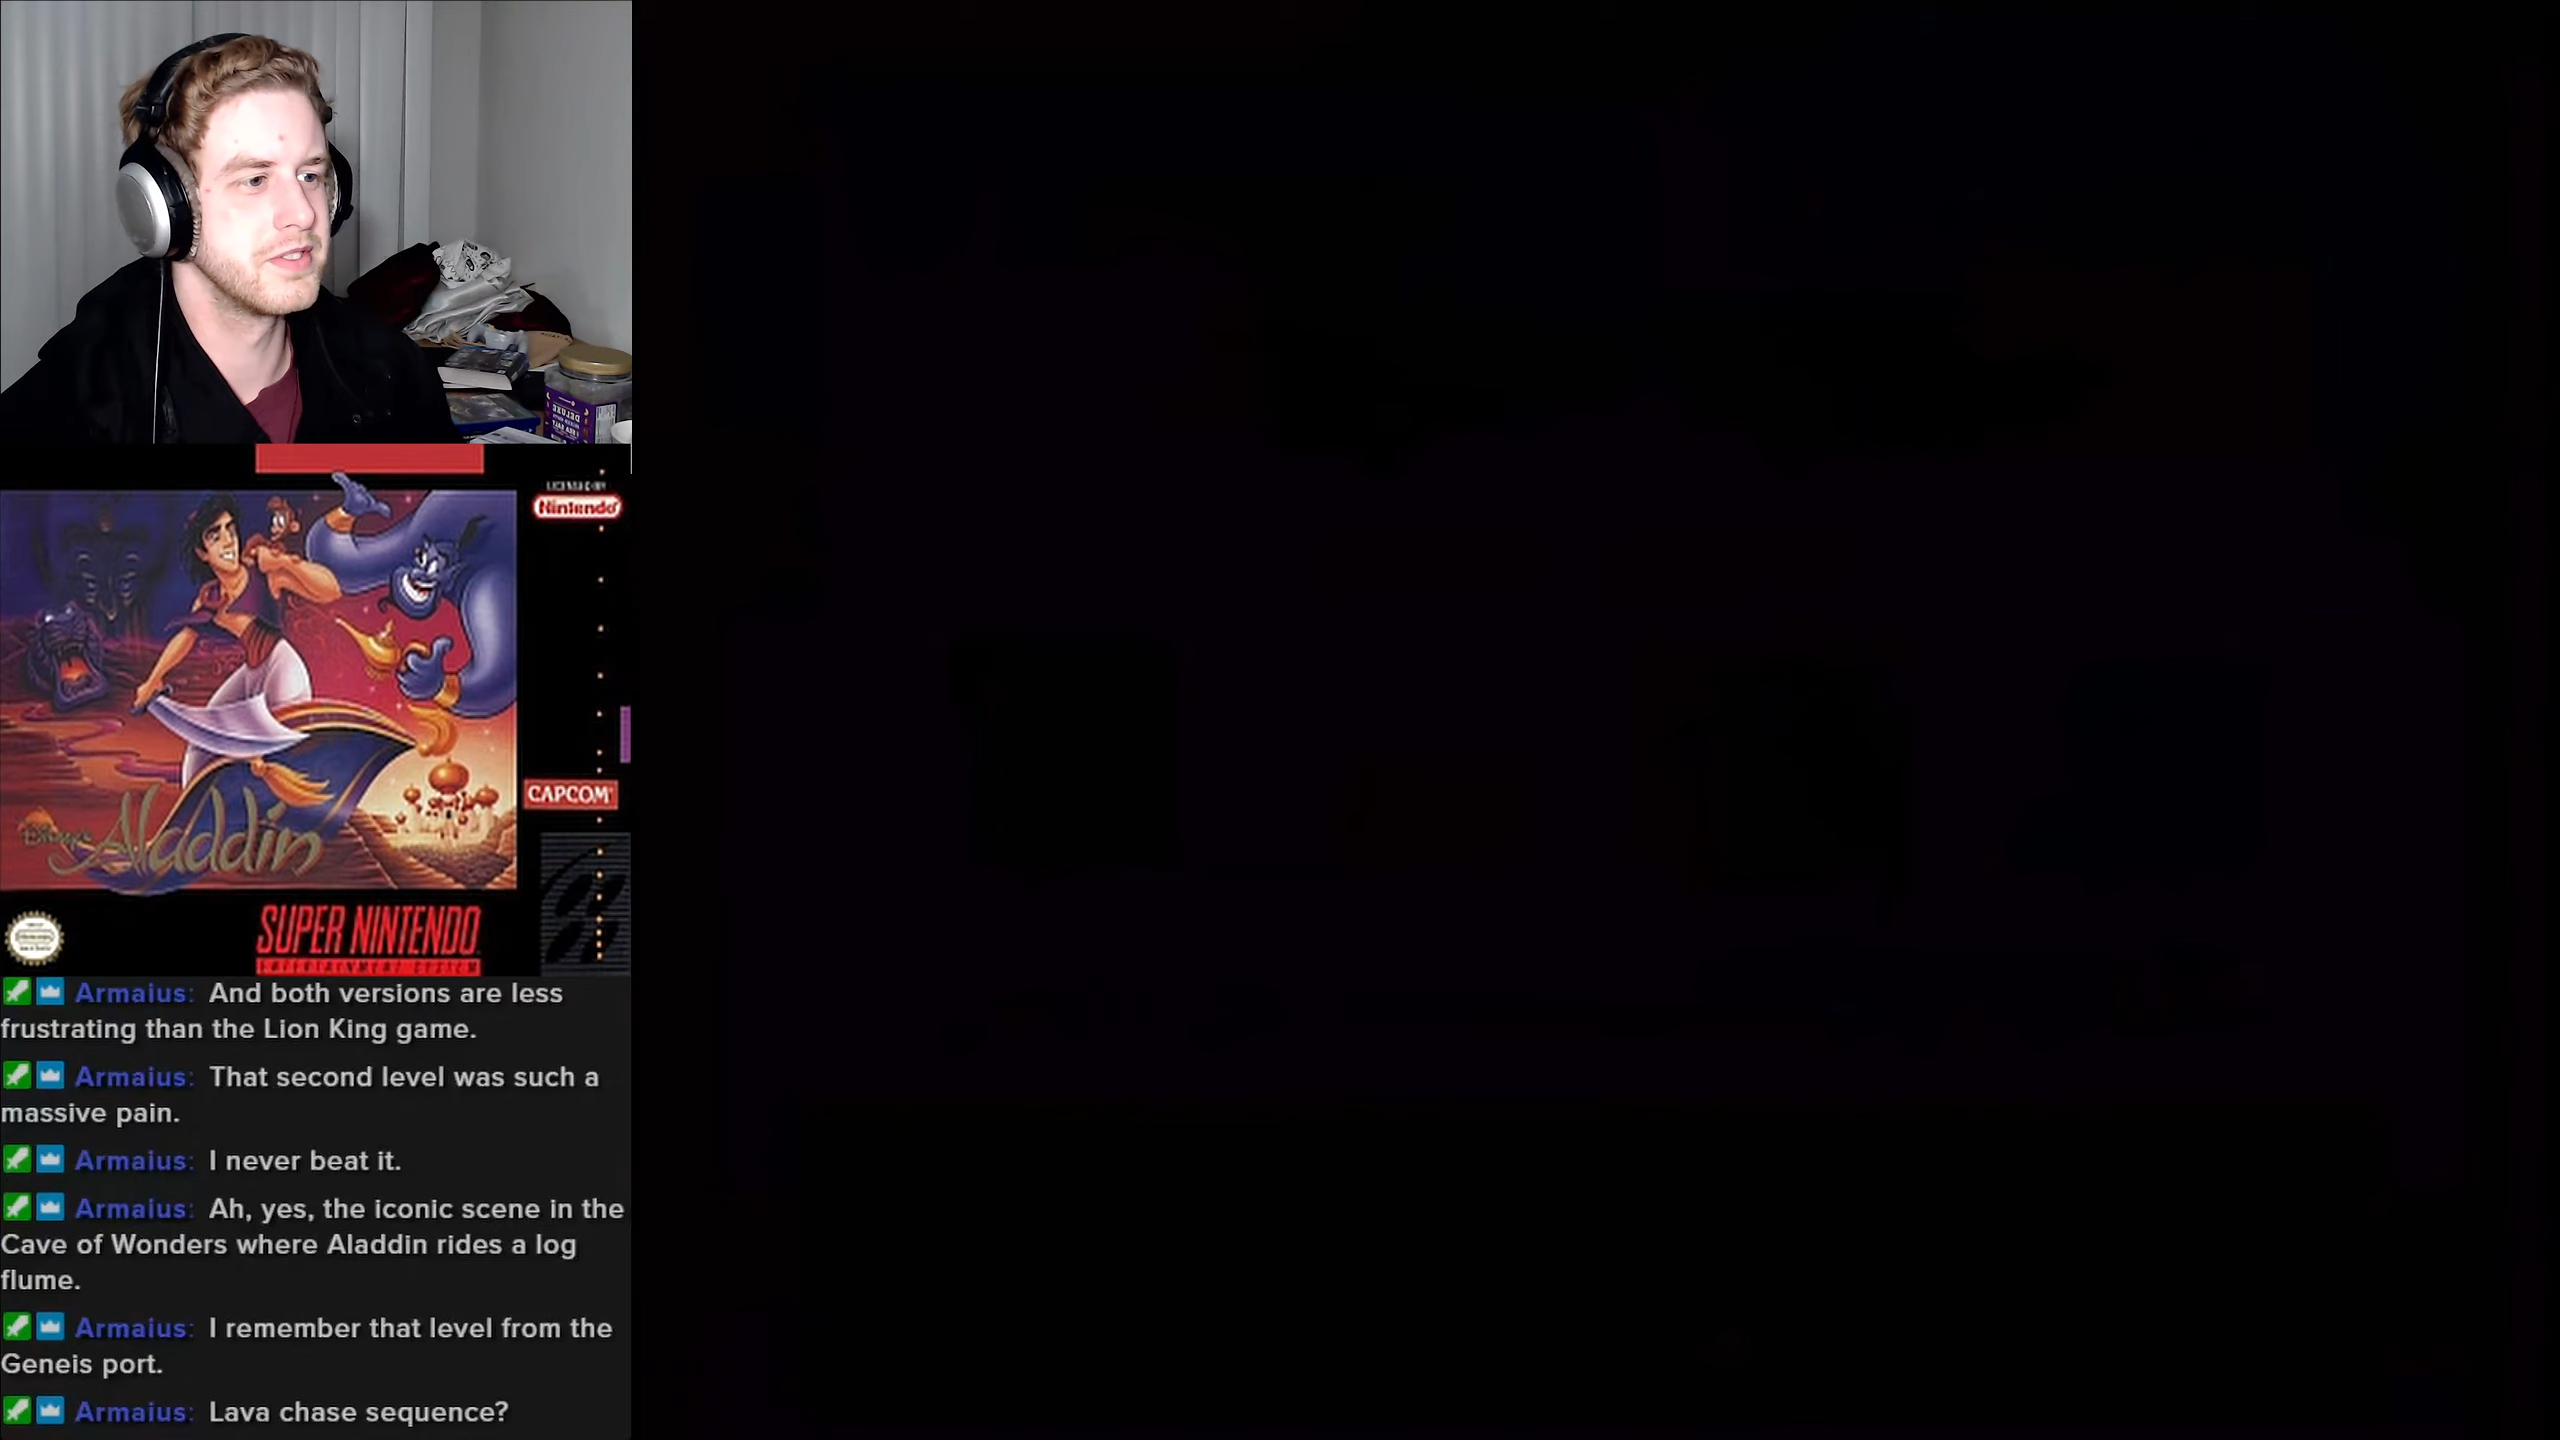 LICENSED BY
Nintendo
CAPCOM
Disney's
Aladdin
SUPER NINTENDO
ENTERTAINMENT SYSTEM
Armaius: And both versions are less
frustrating than the Lion King game.
Armaius: That second level was such a
massive pain.
Armaius: I never beat it.
Armaius: Ah, yes, the iconic scene in the
Cave of Wonders where Aladdin rides a log
flume.
Armaius: I remember that level from the
Geneis port.
Armaius: Lava chase sequence?